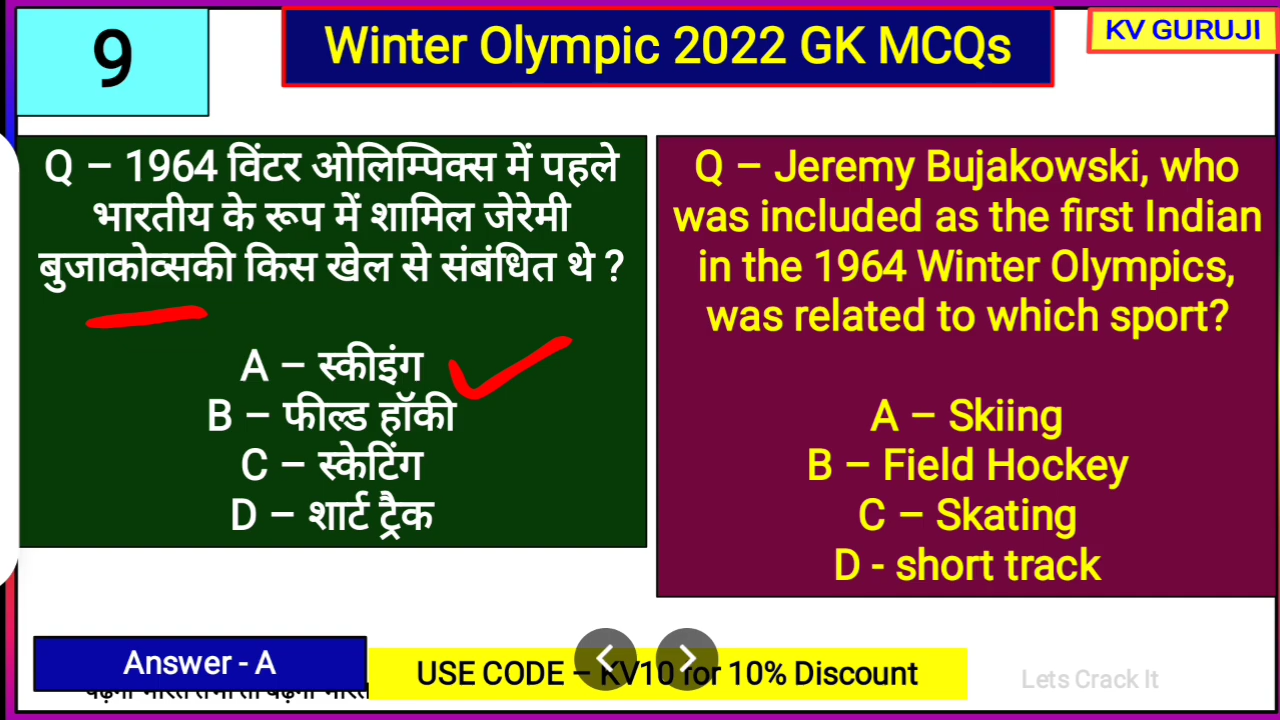 9
Winter Olympic 2022 GK MCQs
KV GURUJI
Q – 1964 विंटर ओलिम्पिक्स में पहले
भारतीय के रूप में शामिल जेरेमी
बुजाकोव्सकी किस खेल से संबंधित थे ?
A – स्कीइंग
B – फील्ड हॉकी
C – स्केटिंग
D – शार्ट ट्रैक
Q – Jeremy Bujakowski, who
was included as the first Indian
in the 1964 Winter Olympics,
was related to which sport?
A – Skiing
B – Field Hockey
C – Skating
D - short track
Answer - A
USE CODE – KV10 for 10% Discount
Lets Crack It